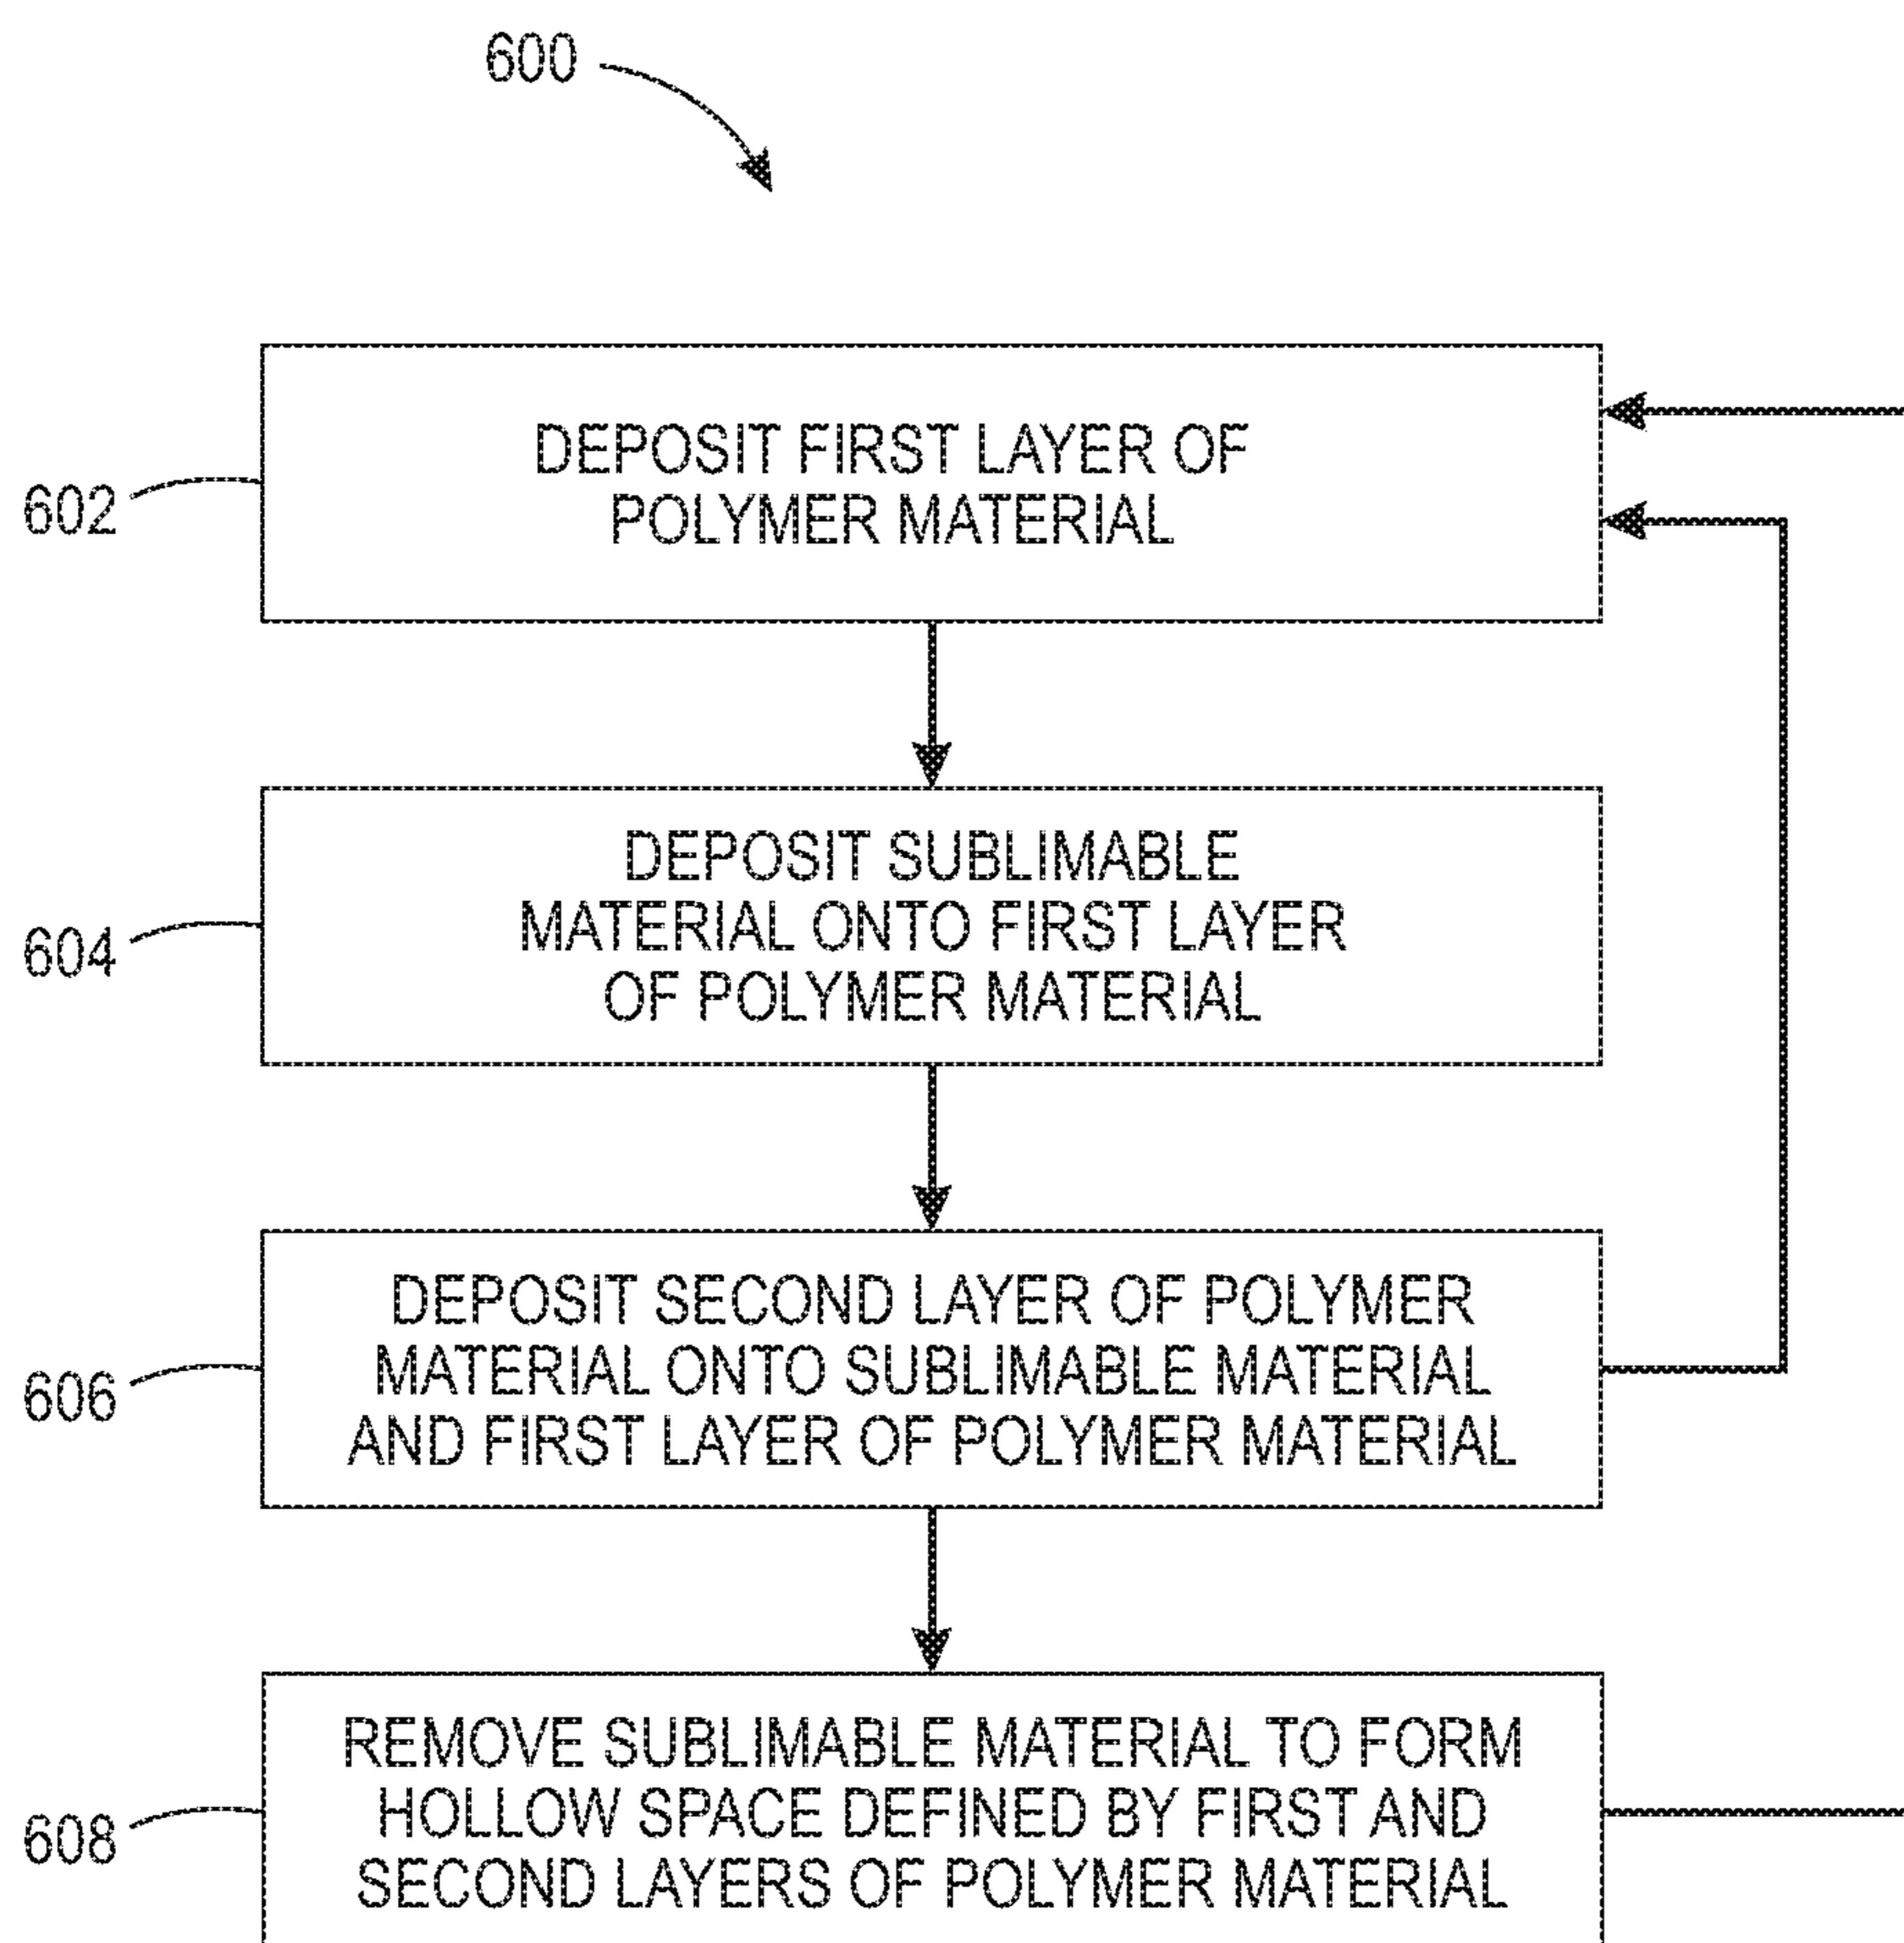 600
602
DEPOSIT FIRST LAYER OF
POLYMER MATERIAL
604
DEPOSIT SUBLIMABLE
MATERIAL ONTO FIRST LAYER
OF POLYMER MATERIAL
606
DEPOSIT SECOND LAYER OF POLYMER
MATERIAL ONTO SUBLIMABLE MATERIAL
AND FIRST LAYER OF POLYMER MATERIAL
608
REMOVE SUBLIMABLE MATERIAL TO FORM
HOLLOW SPACE DEFINED BY FIRST AND
SECOND LAYERS OF POLYMER MATERIAL